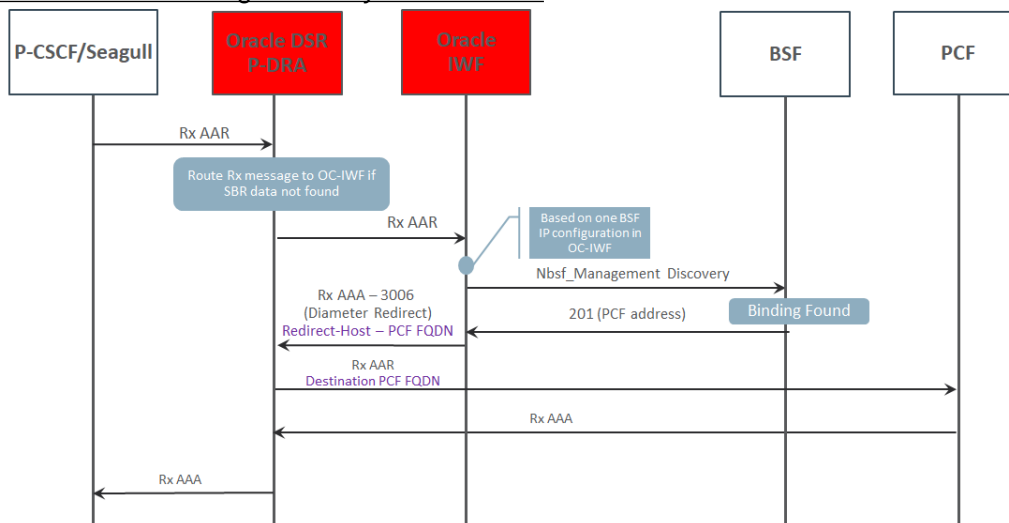 P-CSCF/Seagull
Oracle DSR
P-DRA
Oracle
IWF
BSF
PCF
Rx AAR
Route Rx message to OC-IWF if
SBR data not found
Rx AAR
Based on one BSF
IP configuration in
OC-IWF
Nbsf_Management Discovery
Rx AAA – 3006
(Diameter Redirect)
Redirect-Host – PCF FQDN
201 (PCF address)
Binding Found
Rx AAR
Destination PCF FQDN
Rx AAA
Rx AAA